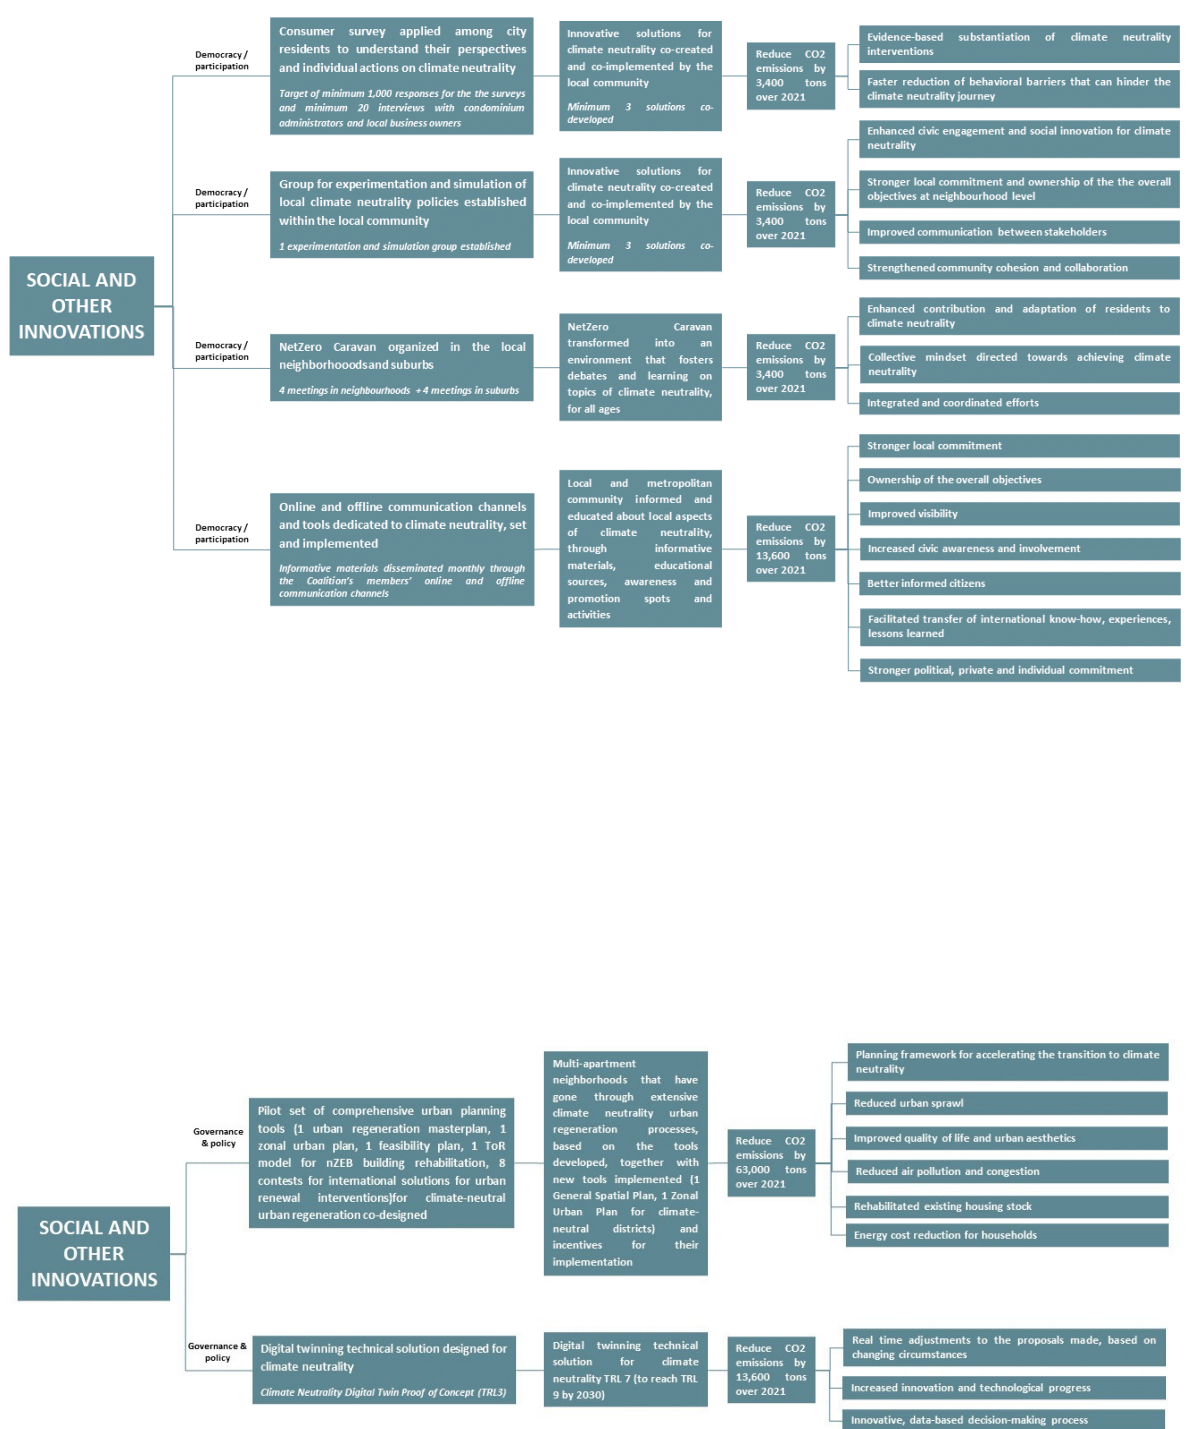 SOCIAL AND
OTHER
INNOVATIONS
Democracy /
participation
Consumer survey applied among city
residents to understand their perspectives
and individual actions on climate neutrality
Target of minimum 1,000 responses for the the surveys
and minimum 20 interviews with condominium
administrators and local business owners
Innovative solutions for
climate neutrality co-created
and co-implemented by the
local community
Minimum 3 solutions co-
developed
Reduce CO2
emissions by
3,400 tons
over 2021
Evidence-based substantiation of climate neutrality
interventions
Faster reduction of behavioral barriers that can hinder the
climate neutrality journey
Democracy /
participation
Group for experimentation and simulation of
local climate neutrality policies established
within the local community
1 experimentation and simulation group established
Innovative solutions for
climate neutrality co-created
and co-implemented by the
local community
Minimum 3 solutions co-
developed
Reduce CO2
emissions by
3,400 tons
over 2021
Enhanced civic engagement and social innovation for climate
neutrality
Stronger local commitment and ownership of the the overall
objectives at neighbourhood level
Improved communication between stakeholders
Strengthened community cohesion and collaboration
Democracy /
participation
NetZero Caravan organized in the local
neighborhooods and suburbs
4 meetings in neighbourhoods + 4 meetings in suburbs
NetZero Caravan
transformed into an
environment that fosters
debates and learning on
topics of climate neutrality,
for all ages
Reduce CO2
emissions by
3,400 tons
over 2021
Enhanced contribution and adaptation of residents to
climate neutrality
Collective mindset directed towards achieving climate
neutrality
Integrated and coordinated efforts
Democracy /
participation
Online and offline communication channels
and tools dedicated to climate neutrality, set
and implemented
Informative materials disseminated monthly through
the Coalition's members' online and offline
communication channels
Local and metropolitan
community informed and
educated about local aspects
of climate neutrality,
through informative
materials, educational
sources, awareness and
promotion spots and
activities
Reduce CO2
emissions by
13,600 tons
over 2021
Stronger local commitment
Ownership of the overall objectives
Improved visibility
Increased civic awareness and involvement
Better informed citizens
Facilitated transfer of international know-how, experiences,
lessons learned
Stronger political, private and individual commitment
SOCIAL AND
OTHER
INNOVATIONS
Governance
& policy
Pilot set of comprehensive urban planning
tools (1 urban regeneration masterplan, 1
zonal urban plan, 1 feasibility plan, 1 ToR
model for nZEB building rehabilitation, 8
contests for international solutions for urban
renewal interventions)for climate-neutral
urban regeneration co-designed
Multi-apartment
neighborhoods that have
gone through extensive
climate neutrality urban
regeneration processes,
based on the tools
developed, together with
new tools implemented (1
General Spatial Plan, 1 Zonal
Urban Plan for climate-
neutral districts) and
incentives for their
implementation
Reduce CO2
emissions by
63,000 tons
over 2021
Planning framework for accelerating the transition to climate
neutrality
Reduced urban sprawl
Improved quality of life and urban aesthetics
Reduced air pollution and congestion
Rehabilitated existing housing stock
Energy cost reduction for households
Governance &
policy
Digital twinning technical solution designed for
climate neutrality
Climate Neutrality Digital Twin Proof of Concept (TRL3)
Digital twinning technical
solution for climate
neutrality TRL 7 (to reach TRL
9 by 2030)
Reduce CO2
emissions by
13,600 tons
over 2021
Real time adjustments to the proposals made, based on
changing circumstances
Increased innovation and technological progress
Innovative, data-based decision-making process